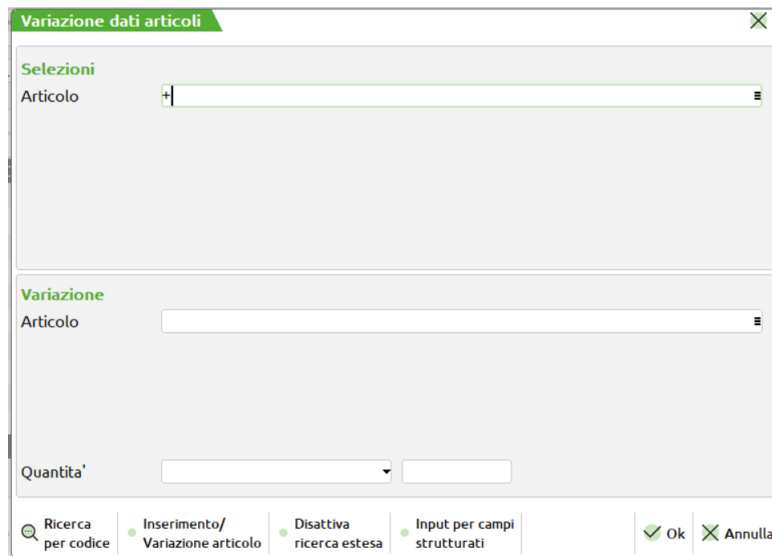 Variazione dati articoli
Selezioni
Articolo +
Variazione
Articolo
Quantita'
Ricerca per codice
Inserimento/ Variazione articolo
Disattiva ricerca estesa
Input per campi strutturati
Ok
Annulla